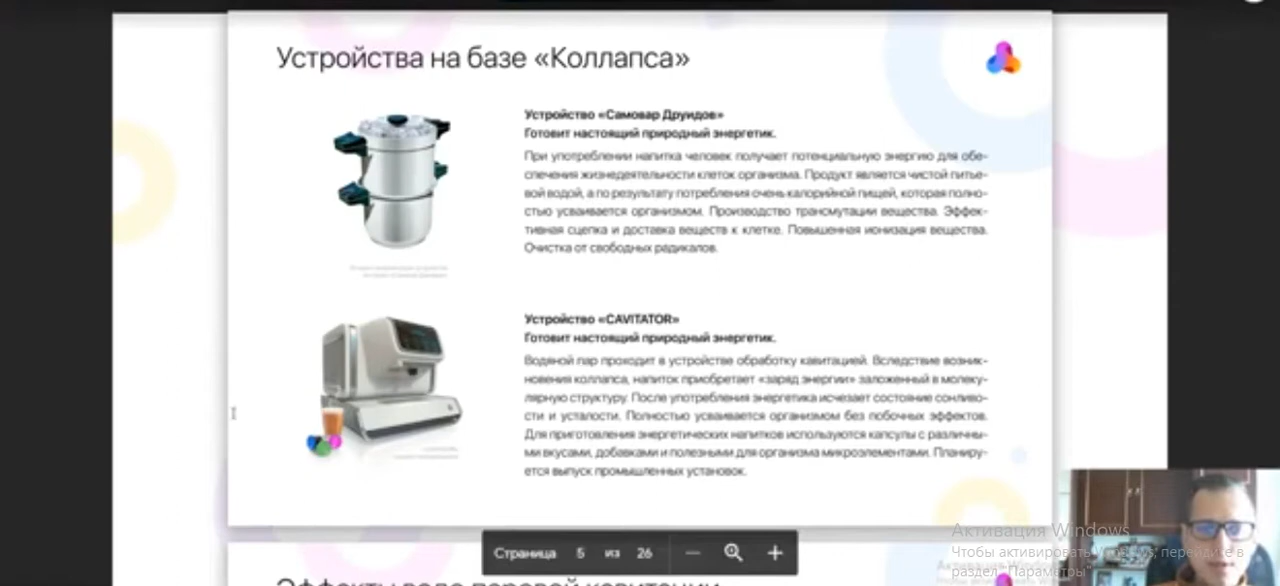 Устройства на базе «Коллапса»
Устройство «Самовар Друидов»
Готовит настоящий природный энергетик.
При употреблении напитка человек получает потенциальную энергию для обе-
спечения жизнедеятельности клеток организма. Продукт является чистой питье-
вой водой, а по результату потребления очень калорийной пищей, которая полно-
стью усваивается организмом. Производство трансмутации вещества. Эффек-
тивная сцепка и доставка веществ к клетке. Повышенная ионизация вещества.
Очистка от свободных радикалов.
Устройство «CAVITATOR»
Готовит настоящий природный энергетик.
Водяной пар проходит в устройстве обработку кавитацией. Вследствие возник-
новения коллапса, напиток приобретает «заряд энергии» заложенный в молеку-
лярную структуру. После употребления энергетика исчезает состояние сонливо-
сти и усталости. Полностью усваивается организмом без побочных эффектов.
Для приготовления энергетических напитков используются капсулы с различны-
ми вкусами, добавками и полезными для организма микроэлементами. Планиру-
ется выпуск промышленных установок.
Страница 5 из 26
Активация Windows
Чтобы активировать Windows, перейдите в
раздел "Параметры"
Эффекты водо паровой кавитации